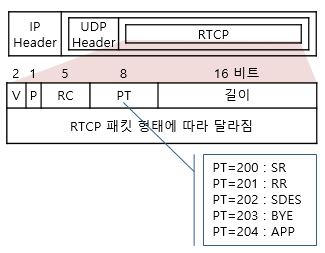 IP
Header
UDP
Header
RTCP
2 1 5 8 16 비트
V P RC PT 길이
RTCP 패킷 형태에 따라 달라짐
PT=200 : SR
PT=201 : RR
PT=202 : SDES
PT=203 : BYE
PT=204 : APP